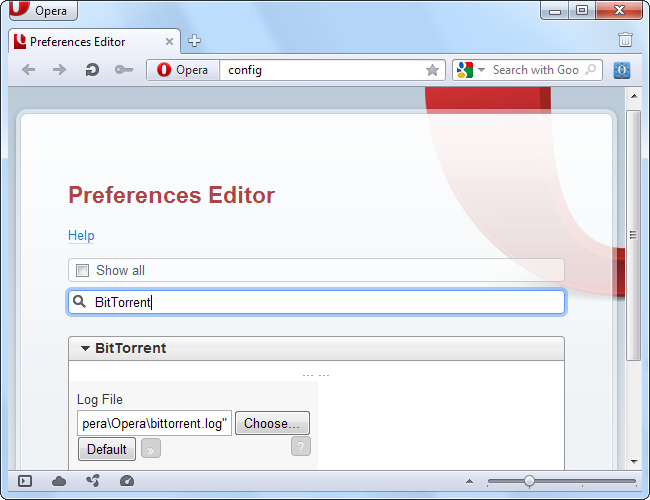 Opera
Preferences Editor
Opera config Search with Goo
Preferences Editor
Help
Show all
BitTorrent
BitTorrent
... ...
Log File
pera\Opera\bittorrent.log" Choose...
Default » ?